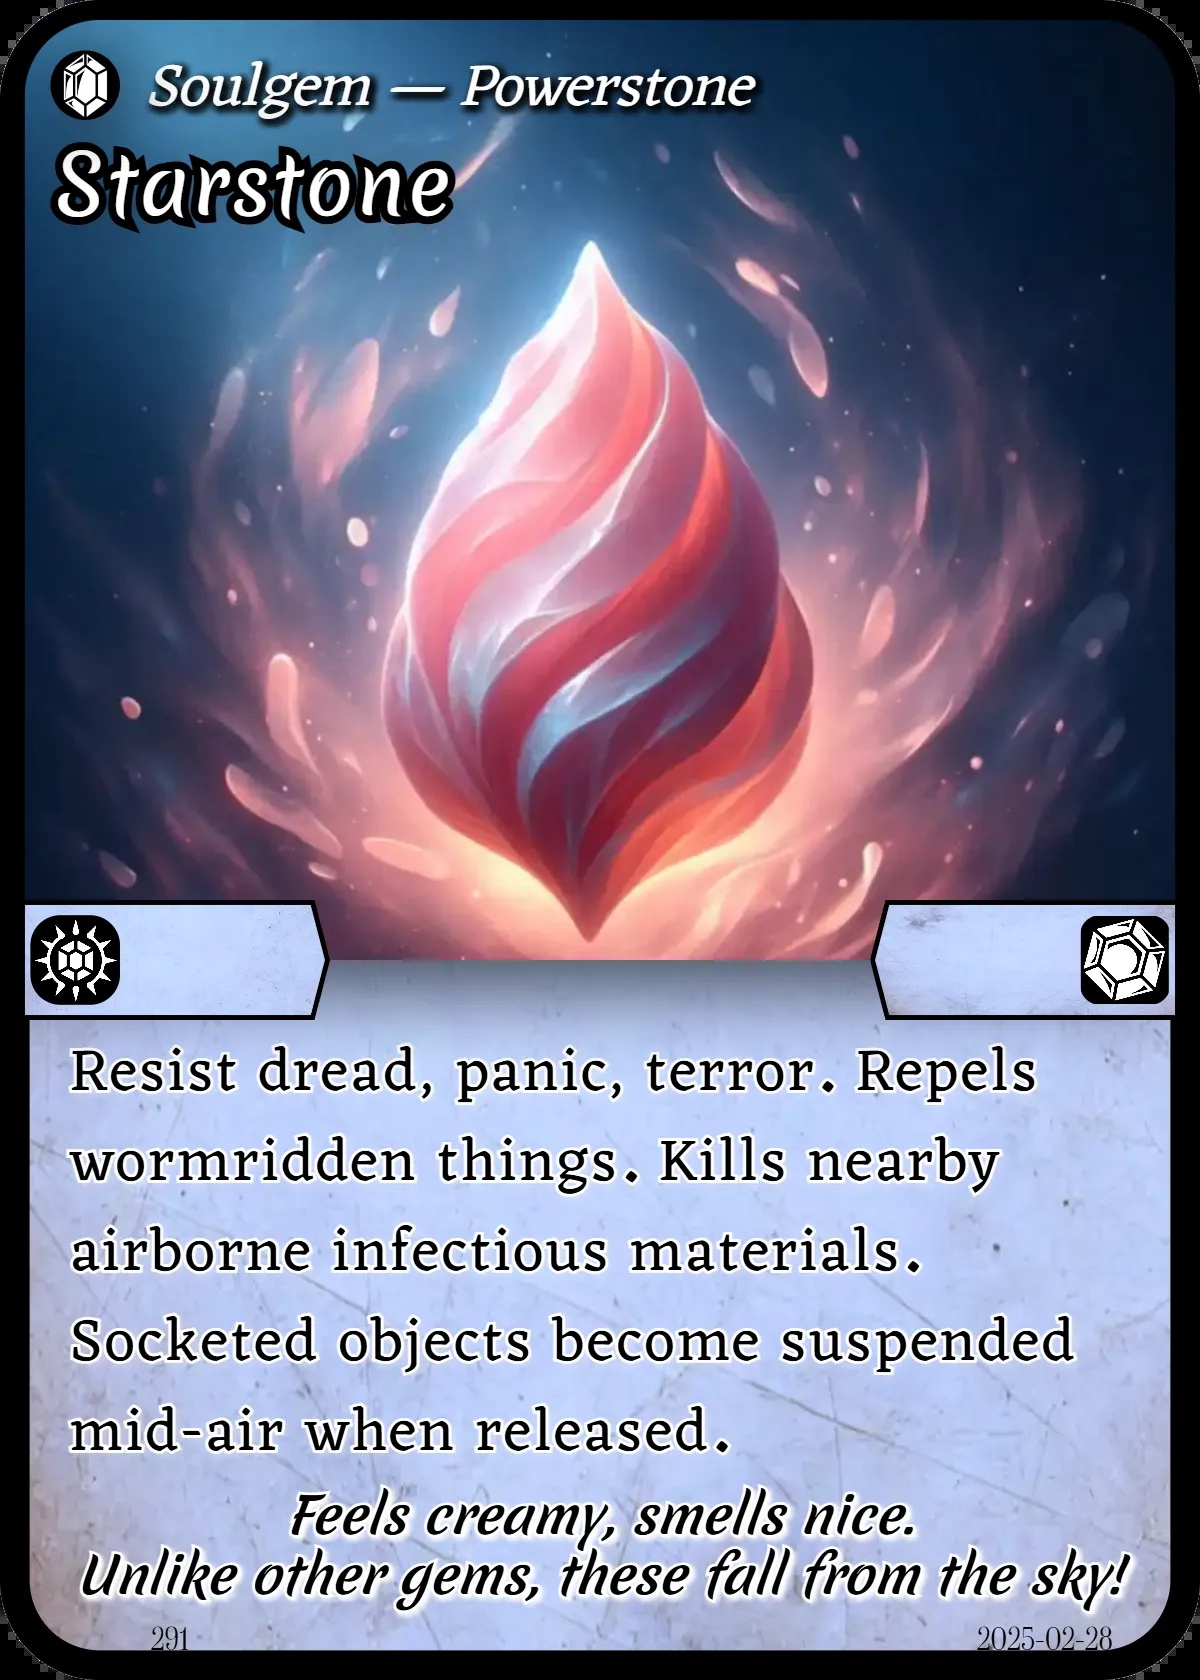 Soulgem — Powerstone
Starstone
Resist dread, panic, terror. Repels
wormridden things. Kills nearby
airborne infectious materials.
Socketed objects become suspended
mid-air when released.
Feels creamy, smells nice.
Unlike other gems, these fall from the sky!
291
2025-02-28